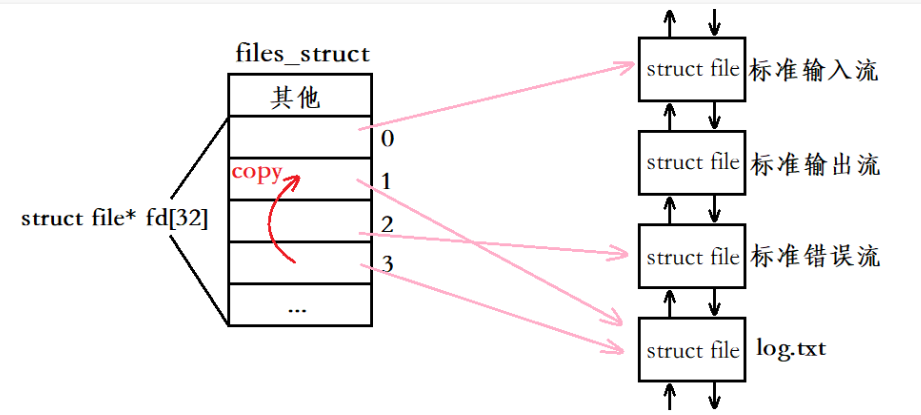 files_struct
其他
0
copy
1
struct file* fd[32]
2
3
...
struct file 标准输入流
struct file 标准输出流
struct file 标准错误流
struct file log.txt